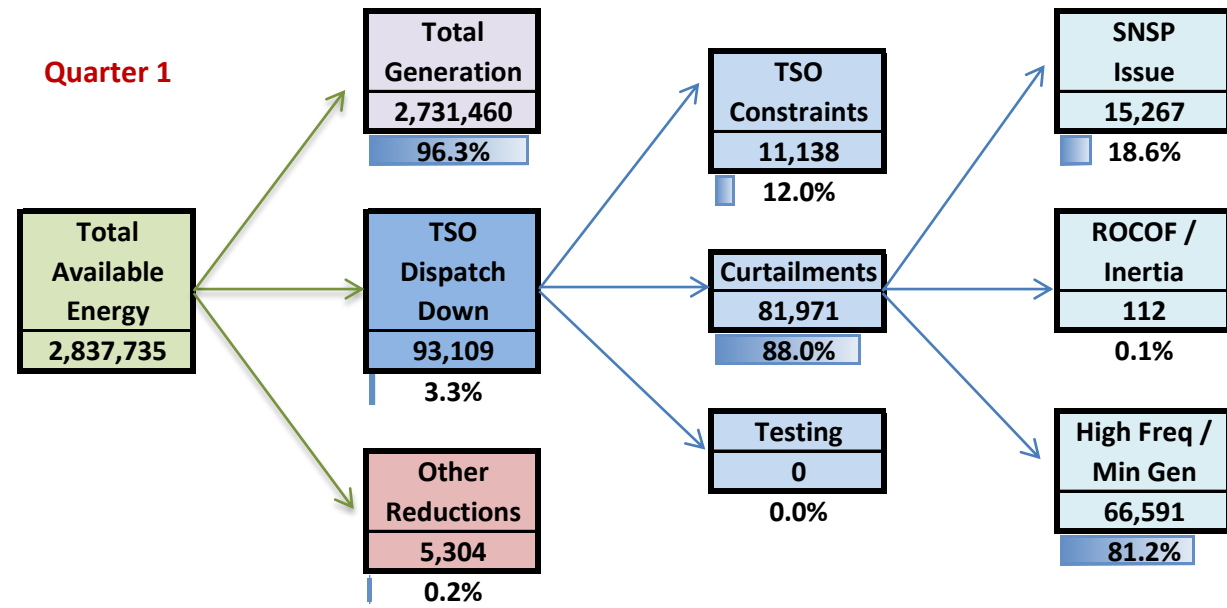 Quarter 1
Total
Available
Energy
2,837,735
Total
Generation
2,731,460
96.3%
TSO
Dispatch
Down
93,109
3.3%
Other
Reductions
5,304
0.2%
TSO
Constraints
11,138
12.0%
Curtailments
81,971
88.0%
Testing
0
0.0%
SNSP
Issue
15,267
18.6%
ROCOF /
Inertia
112
0.1%
High Freq /
Min Gen
66,591
81.2%